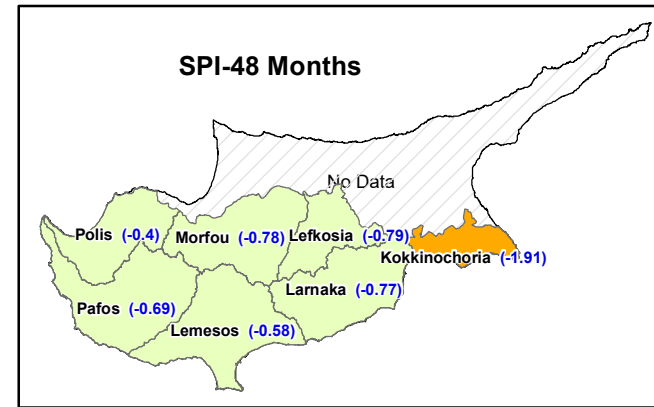 SPI-48 Months
No Data
Polis (-0.4)
Morfou (-0.78)
Lefkosia (-0.79)
Kokkinochoria (-1.91)
Larnaka (-0.77)
Pafos (-0.69)
Lemesos (-0.58)